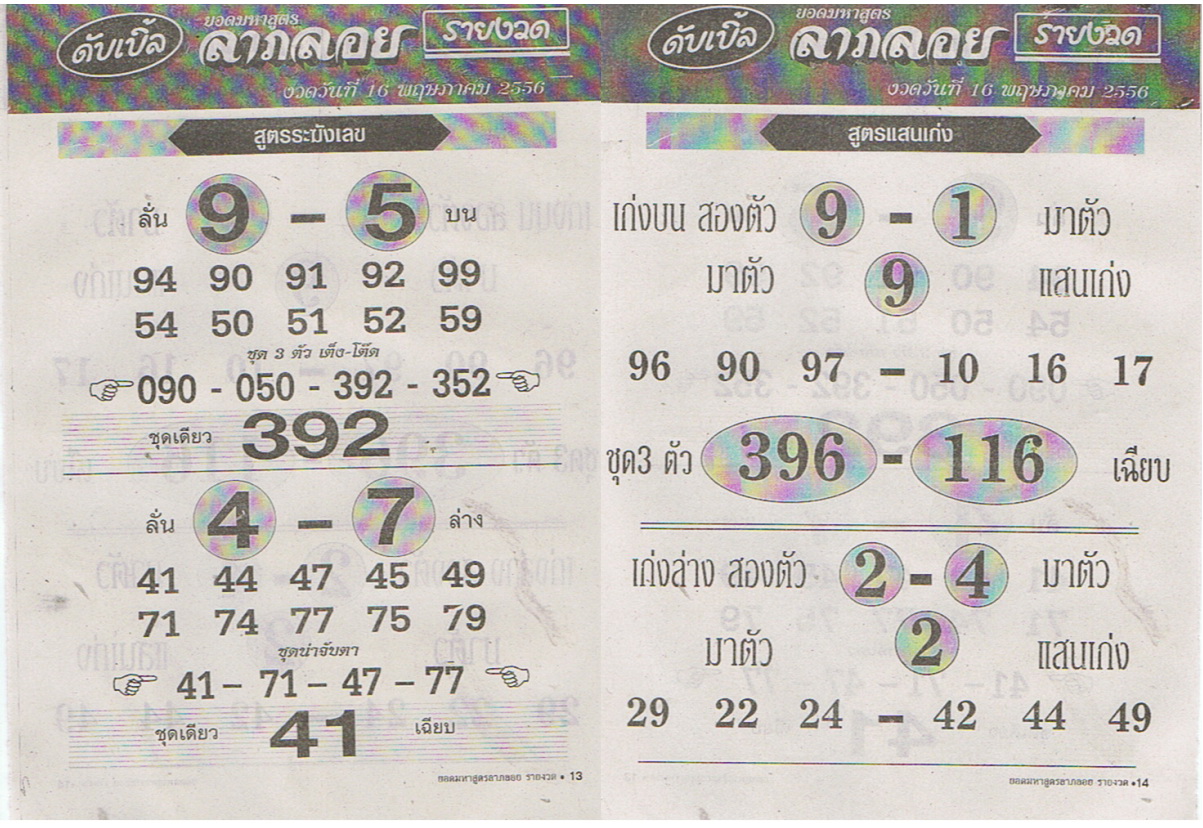 ดับเบิ้ล
ยอดมหาสูตร
ลาภลอย
รายงวด
งวดวันที่ 16 พฤษภาคม 2556
สูตรระฆังเลข
ลั่น 9 - 5 บน
94 90 91 92 99
54 50 51 52 59
ชุด 3 ตัว เต็ง-โต๊ด
090 - 050 - 392 - 352
ชุดเดียว 392
ลั่น 4 - 7 ล่าง
41 44 47 45 49
71 74 77 75 79
ชุดน่าจับตา
41 - 71 - 47 - 77
ชุดเดียว 41 เฉียบ
ยอดมหาสูตรลาภลอย รายงวด • 13
ดับเบิ้ล
ยอดมหาสูตร
ลาภลอย
รายงวด
งวดวันที่ 16 พฤษภาคม 2556
สูตรแสนเก่ง
เก่งบน สองตัว 9 - 1 มาตัว
มาตัว 9 แสนเก่ง
96 90 97 - 10 16 17
ชุด3 ตัว 396 - 116 เฉียบ
เก่งล่าง สองตัว 2 - 4 มาตัว
มาตัว 2 แสนเก่ง
29 22 24 - 42 44 49
ยอดมหาสูตรลาภลอย รายงวด •14